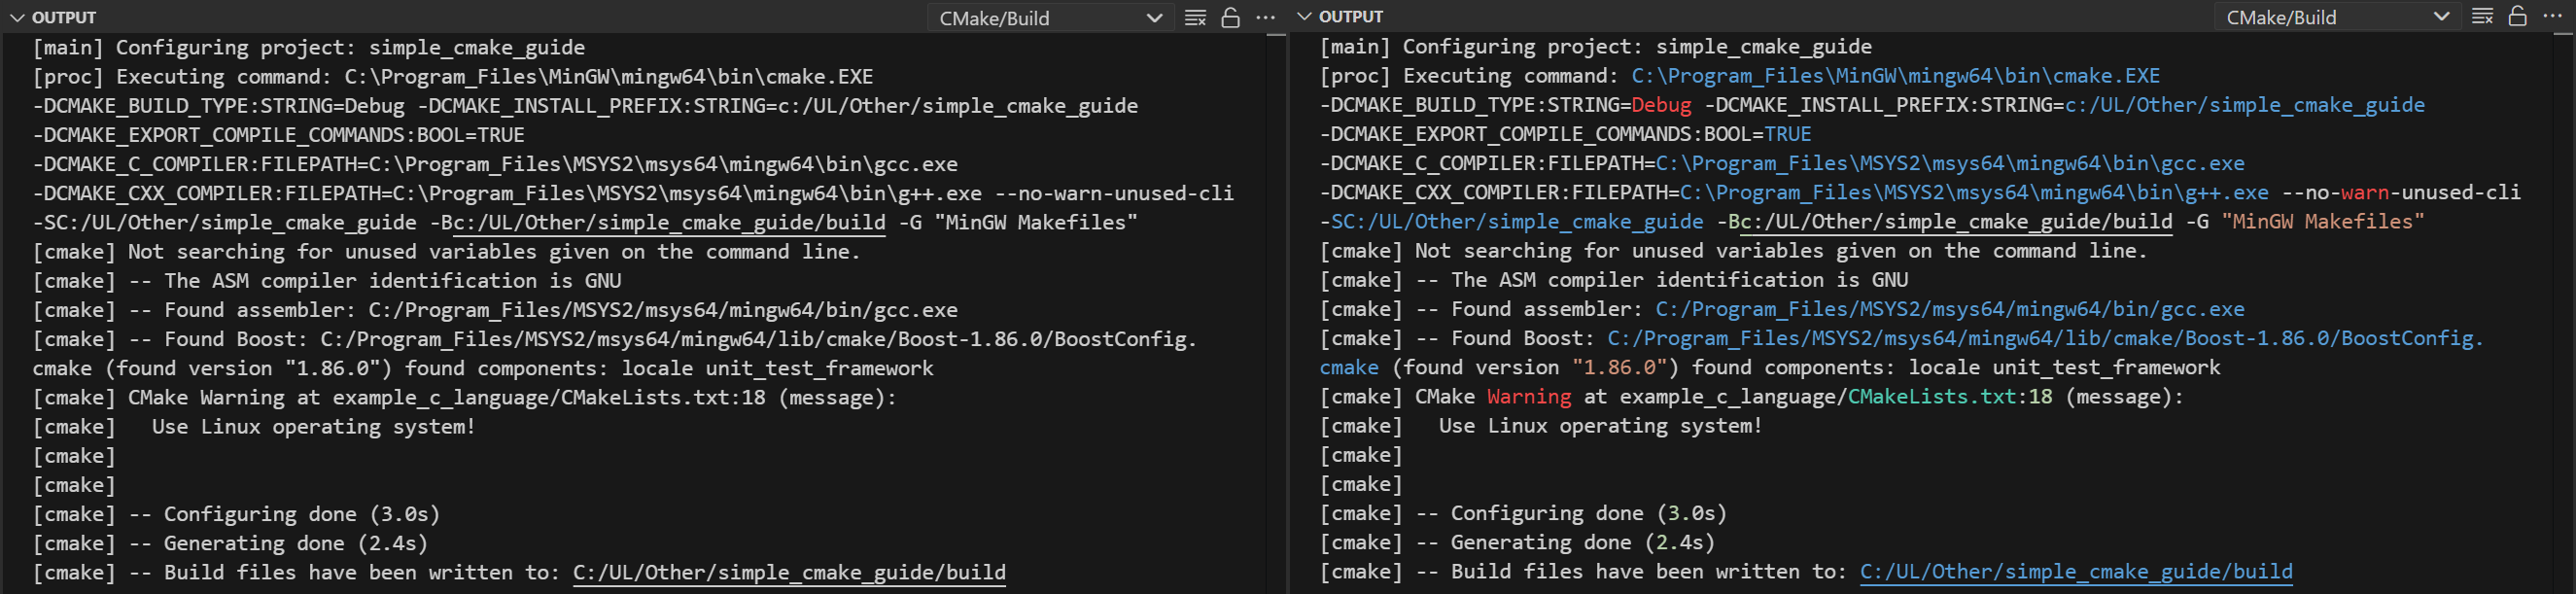 OUTPUT
CMake/Build
[main] Configuring project: simple_cmake_guide
[proc] Executing command: C:\Program_Files\MinGW\mingw64\bin\cmake.EXE
-DCMAKE_BUILD_TYPE:STRING=Debug -DCMAKE_INSTALL_PREFIX:STRING=c:/UL/Other/simple_cmake_guide
-DCMAKE_EXPORT_COMPILE_COMMANDS:BOOL=TRUE
-DCMAKE_C_COMPILER:FILEPATH=C:\Program_Files\MSYS2\msys64\mingw64\bin\gcc.exe
-DCMAKE_CXX_COMPILER:FILEPATH=C:\Program_Files\MSYS2\msys64\mingw64\bin\g++.exe --no-warn-unused-cli
-SC:/UL/Other/simple_cmake_guide -Bc:/UL/Other/simple_cmake_guide/build -G "MinGW Makefiles"
[cmake] Not searching for unused variables given on the command line.
[cmake] -- The ASM compiler identification is GNU
[cmake] -- Found assembler: C:/Program_Files/MSYS2/msys64/mingw64/bin/gcc.exe
[cmake] -- Found Boost: C:/Program_Files/MSYS2/msys64/mingw64/lib/cmake/Boost-1.86.0/BoostConfig.
cmake (found version "1.86.0") found components: locale unit_test_framework
[cmake] CMake Warning at example_c_language/CMakeLists.txt:18 (message):
[cmake]   Use Linux operating system!
[cmake]
[cmake]
[cmake] -- Configuring done (3.0s)
[cmake] -- Generating done (2.4s)
[cmake] -- Build files have been written to: C:/UL/Other/simple_cmake_guide/build
OUTPUT
CMake/Build
[main] Configuring project: simple_cmake_guide
[proc] Executing command: C:\Program_Files\MinGW\mingw64\bin\cmake.EXE
-DCMAKE_BUILD_TYPE:STRING=Debug -DCMAKE_INSTALL_PREFIX:STRING=c:/UL/Other/simple_cmake_guide
-DCMAKE_EXPORT_COMPILE_COMMANDS:BOOL=TRUE
-DCMAKE_C_COMPILER:FILEPATH=C:\Program_Files\MSYS2\msys64\mingw64\bin\gcc.exe
-DCMAKE_CXX_COMPILER:FILEPATH=C:\Program_Files\MSYS2\msys64\mingw64\bin\g++.exe --no-warn-unused-cli
-SC:/UL/Other/simple_cmake_guide -Bc:/UL/Other/simple_cmake_guide/build -G "MinGW Makefiles"
[cmake] Not searching for unused variables given on the command line.
[cmake] -- The ASM compiler identification is GNU
[cmake] -- Found assembler: C:/Program_Files/MSYS2/msys64/mingw64/bin/gcc.exe
[cmake] -- Found Boost: C:/Program_Files/MSYS2/msys64/mingw64/lib/cmake/Boost-1.86.0/BoostConfig.
cmake (found version "1.86.0") found components: locale unit_test_framework
[cmake] CMake Warning at example_c_language/CMakeLists.txt:18 (message):
[cmake]   Use Linux operating system!
[cmake]
[cmake]
[cmake] -- Configuring done (3.0s)
[cmake] -- Generating done (2.4s)
[cmake] -- Build files have been written to: C:/UL/Other/simple_cmake_guide/build